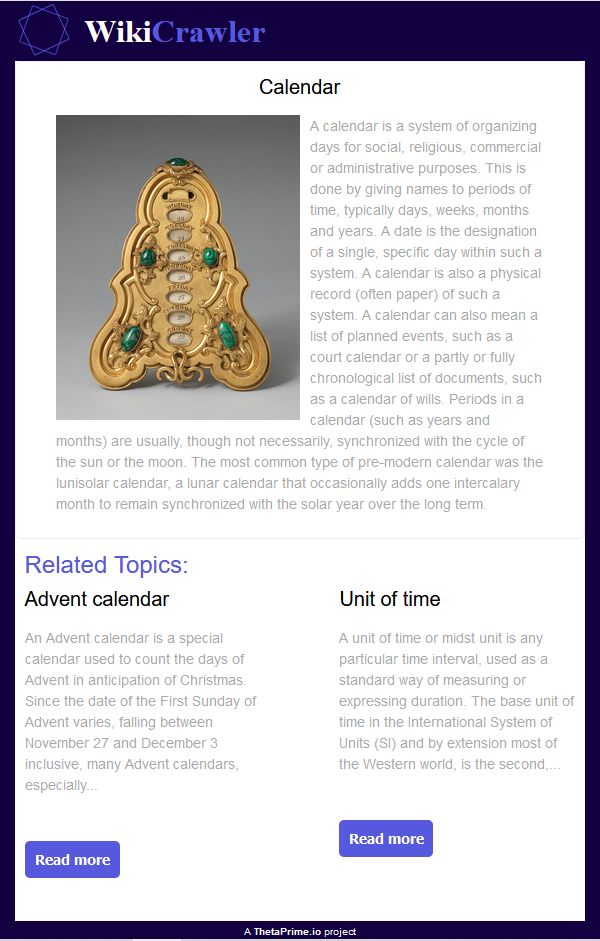 WikiCrawler
Calendar
A calendar is a system of organizing
days for social, religious, commercial
or administrative purposes. This is
done by giving names to periods of
time, typically days, weeks, months
and years. A date is the designation
of a single, specific day within such a
system. A calendar is also a physical
record (often paper) of such a
system. A calendar can also mean a
list of planned events, such as a
court calendar or a partly or fully
chronological list of documents, such
as a calendar of wills. Periods in a
calendar (such as years and
months) are usually, though not necessarily, synchronized with the cycle of
the sun or the moon. The most common type of pre-modern calendar was the
lunisolar calendar, a lunar calendar that occasionally adds one intercalary
month to remain synchronized with the solar year over the long term.
Related Topics:
Advent calendar
An Advent calendar is a special
calendar used to count the days of
Advent in anticipation of Christmas.
Since the date of the First Sunday of
Advent varies, falling between
November 27 and December 3
inclusive, many Advent calendars,
especially...
Read more
Unit of time
A unit of time or midst unit is any
particular time interval, used as a
standard way of measuring or
expressing duration. The base unit of
time in the International System of
Units (SI) and by extension most of
the Western world, is the second,...
Read more
A ThetaPrime.io project